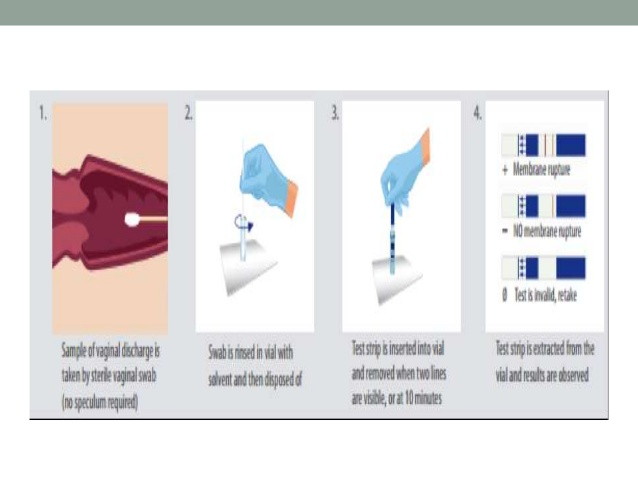 1.
2.
3.
4.
+ Membrane rupture
− NO membrane rupture
Ø Test is invalid, retake
Sample of vaginal discharge is
taken by sterile vaginal swab
(no speculum required)
Swab is rinsed in vial with
solvent and then disposed of
Test strip is inserted into vial
and removed when two lines
are visible, or at 10 minutes
Test strip is extracted from the
vial and results are observed